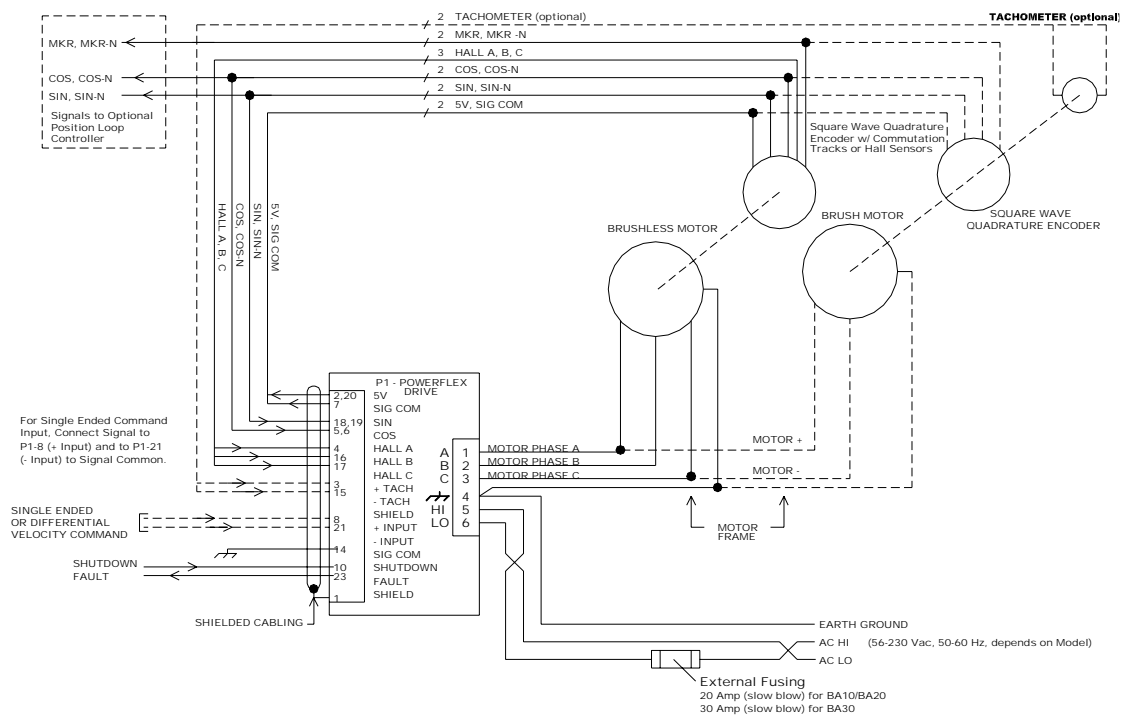 2 TACHOMETER (optional)
TACHOMETER (optional)
2 MKR, MKR -N
MKR, MKR-N
3 HALL A, B, C
2 COS, COS-N
COS, COS-N
2 SIN, SIN-N
SIN, SIN-N
2 5V, SIG COM
Signals to Optional
Position Loop
Controller
Square Wave Quadrature
Encoder w/ Commutation
Tracks or Hall Sensors
HALL A, B, C
COS, COS-N
SIN, SIN-N
5V, SIG COM
BRUSHLESS MOTOR
BRUSH MOTOR
SQUARE WAVE
QUADRATURE ENCODER
P1 - POWERFLEX
DRIVE
2,20 5V
7 SIG COM
18,19 SIN
5,6 COS
4 HALL A
16 HALL B
17 HALL C
3 + TACH
15 - TACH
SHIELD
8 + INPUT
21 - INPUT
14 SIG COM
10 SHUTDOWN
23 FAULT
1 SHIELD
For Single Ended Command
Input, Connect Signal to
P1-8 (+ Input) and to P1-21
(- Input) to Signal Common.
SINGLE ENDED
OR DIFFERENTIAL
VELOCITY COMMAND
SHUTDOWN
FAULT
SHIELDED CABLING
A 1 MOTOR PHASE A
B 2 MOTOR PHASE B
C 3 MOTOR PHASE C
4
HI 5
LO 6
MOTOR +
MOTOR -
MOTOR
FRAME
EARTH GROUND
AC HI (56-230 Vac, 50-60 Hz, depends on Model)
AC LO
External Fusing
20 Amp (slow blow) for BA10/BA20
30 Amp (slow blow) for BA30